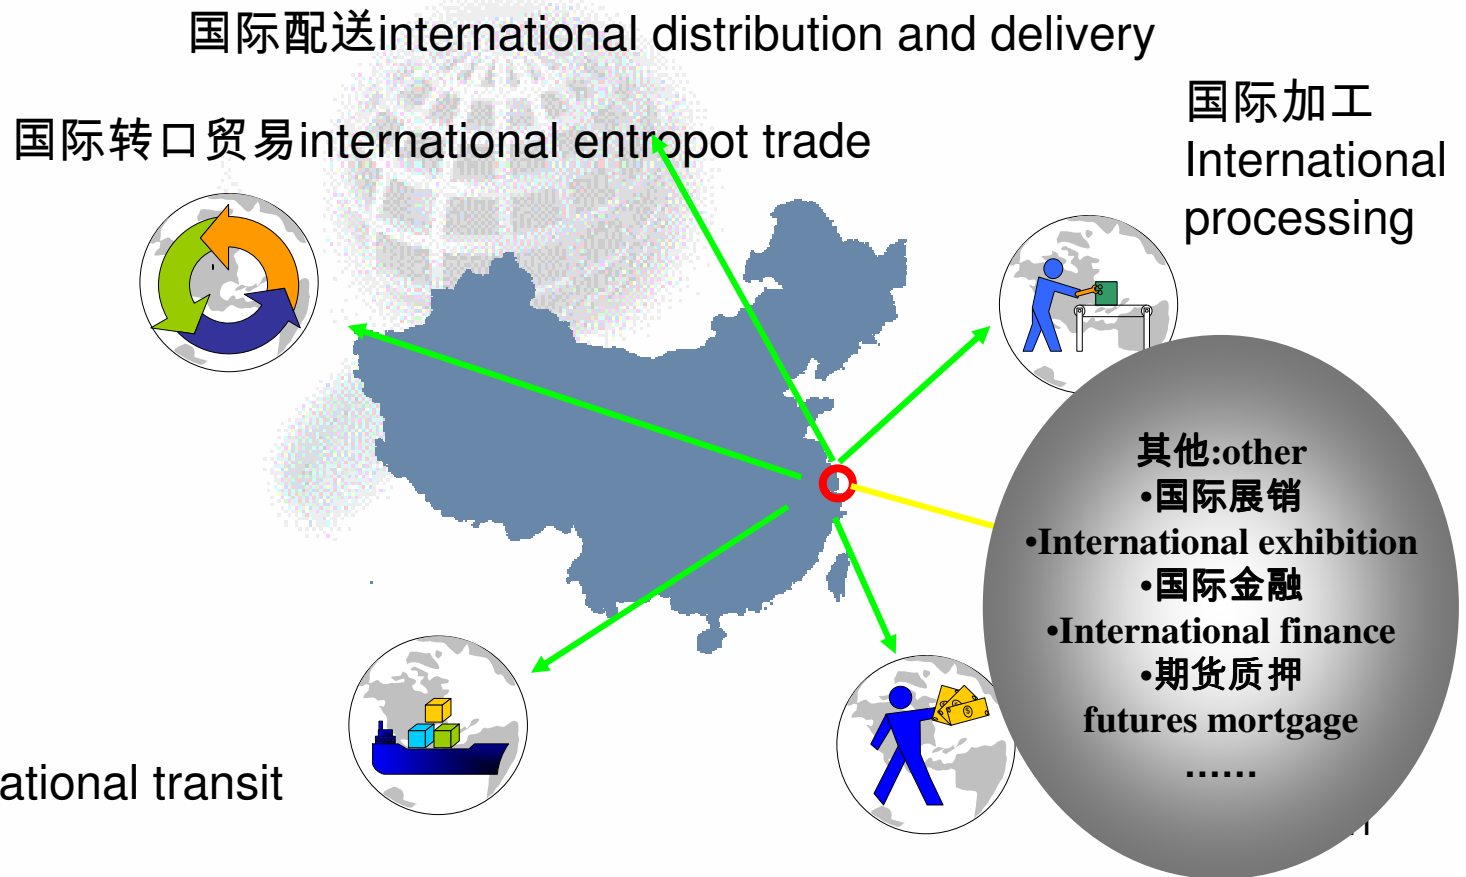 国际配送international distribution and delivery
国际转口贸易international entropot trade
国际加工
International
processing
其他:other
•国际展销
•International exhibition
•国际金融
•International finance
•期货质押
futures mortgage
……
ational transit